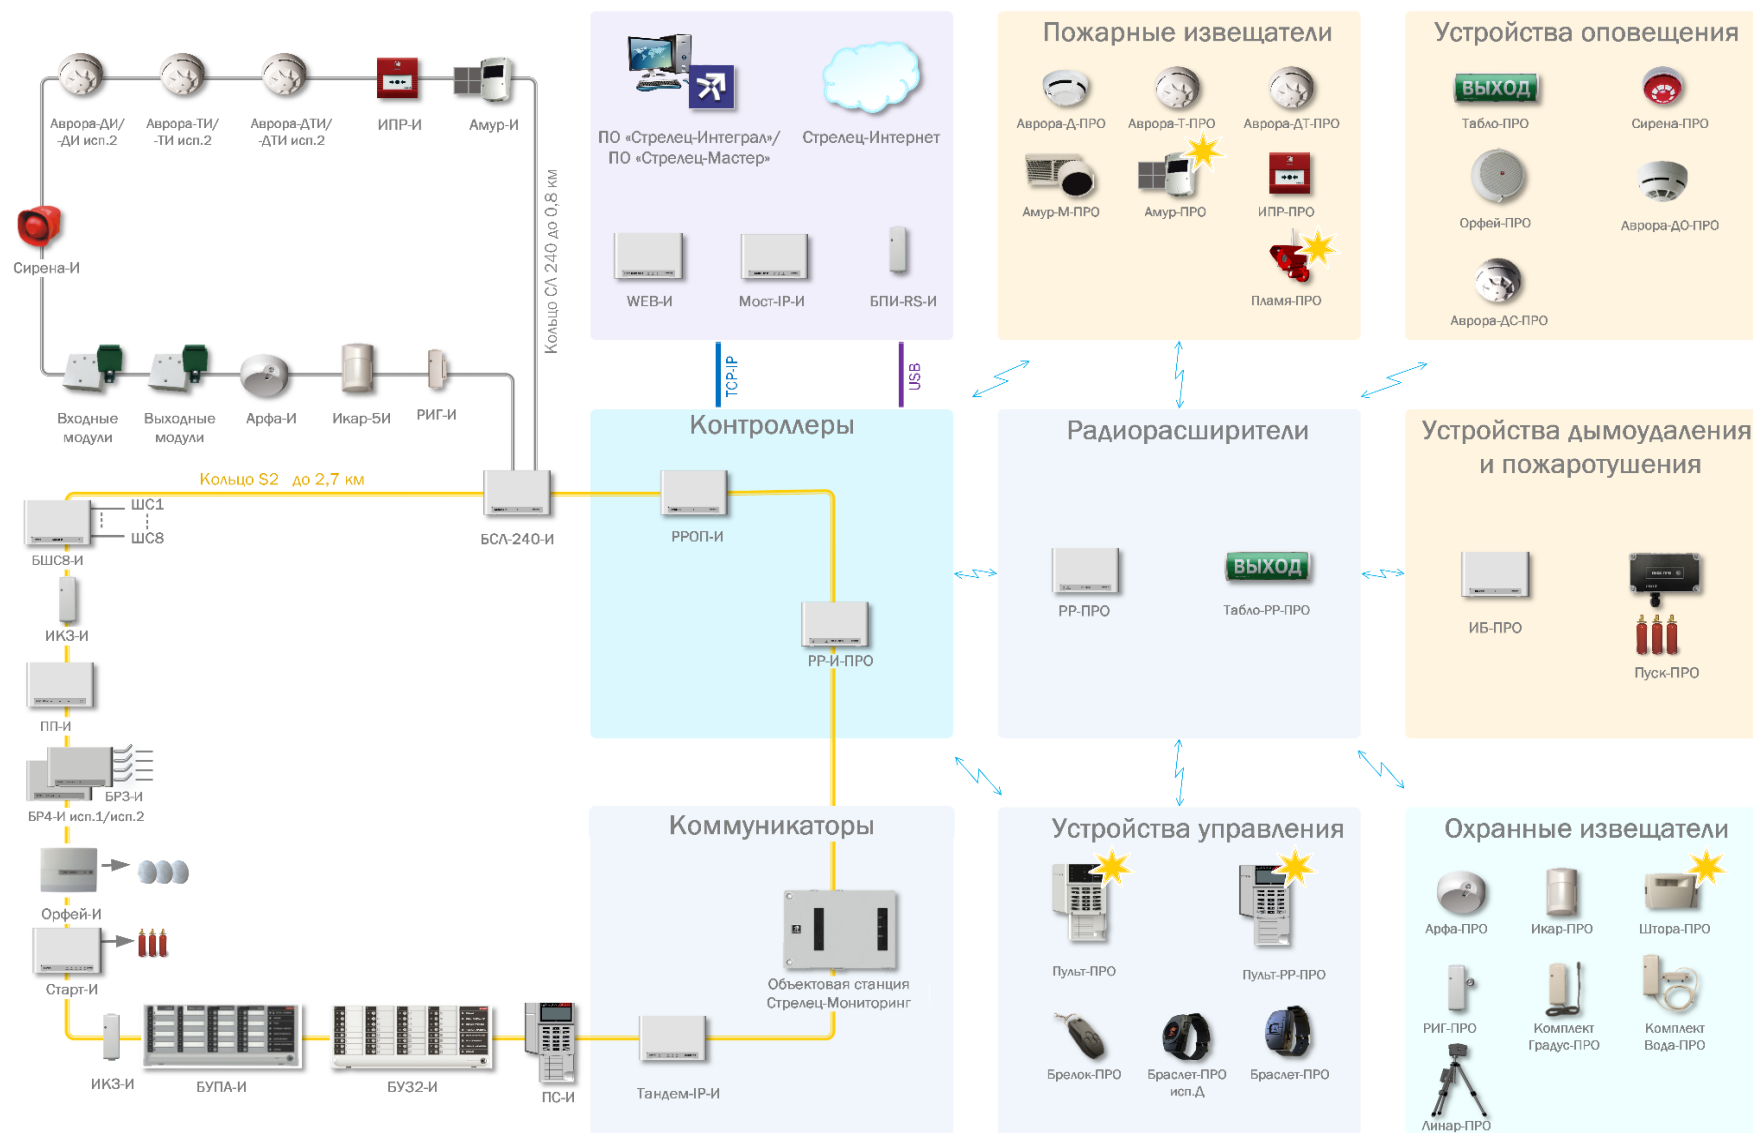 Аврора-ДИ/
-ДИ исп.2
Аврора-ТИ/
-ТИ исп.2
Аврора-ДТИ/
-ДТИ исп.2
ИПР-И
Амур-И
Сирена-И
Кольцо СЛ 240 до 0,8 км
Входные
модули
Выходные
модули
Арфа-И
Икар-5И
РИГ-И
ПО «Стрелец-Интеграл»/
ПО «Стрелец-Мастер»
Стрелец-Интернет
WEB-И
Мост-IP-И
БПИ-RS-И
TCP-IP
USB
Пожарные извещатели
Аврора-Д-ПРО
Аврора-Т-ПРО
Аврора-ДТ-ПРО
Амур-М-ПРО
Амур-ПРО
ИПР-ПРО
Пламя-ПРО
Устройства оповещения
ВЫХОД
Табло-ПРО
Сирена-ПРО
Орфей-ПРО
Аврора-ДО-ПРО
Аврора-ДС-ПРО
Кольцо S2 до 2,7 км
ШС1
ШС8
БШС8-И
БСЛ-240-И
ИКЗ-И
ПП-И
БР3-И
БР4-И исп.1/исп.2
Орфей-И
Старт-И
ИКЗ-И
БУПА-И
БУ32-И
ПС-И
Контроллеры
РРОП-И
РР-И-ПРО
Радиорасширители
РР-ПРО
ВЫХОД
Табло-РР-ПРО
Устройства дымоудаления
и пожаротушения
ИБ-ПРО
Пуск-ПРО
Коммуникаторы
Объектовая станция
Стрелец-Мониторинг
Тандем-IP-И
Устройства управления
Пульт-ПРО
Пульт-РР-ПРО
Брелок-ПРО
Браслет-ПРО
исп.Д
Браслет-ПРО
Охранные извещатели
Арфа-ПРО
Икар-ПРО
Штора-ПРО
РИГ-ПРО
Комплект
Градус-ПРО
Комплект
Вода-ПРО
Линар-ПРО